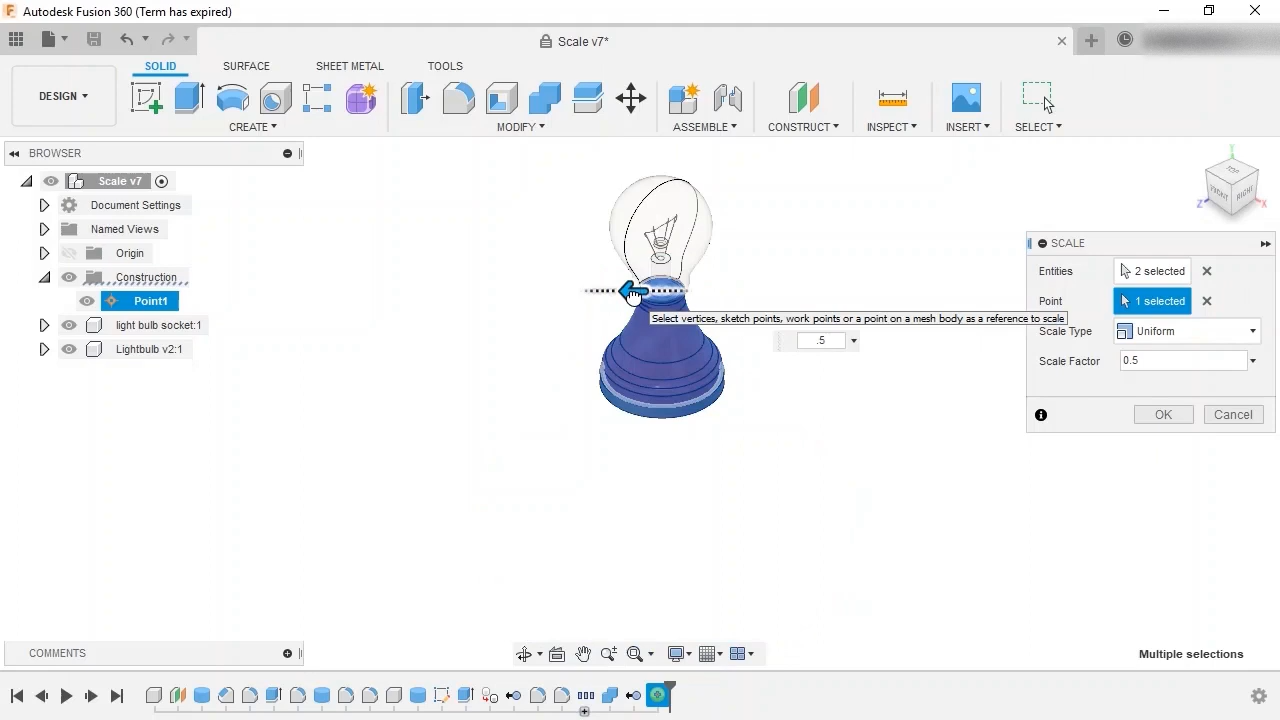 Autodesk Fusion 360 (Term has expired)
Scale v7*
SOLID SURFACE SHEET METAL TOOLS
DESIGN
CREATE MODIFY ASSEMBLE CONSTRUCT INSPECT INSERT SELECT
BROWSER
Scale v7
Document Settings
Named Views
Origin
Construction
Point1
light bulb socket:1
Lightbulb v2:1
TOP
FRONT
RIGHT
Y
Z
X
SCALE
Entities 2 selected
Point 1 selected
Select vertices, sketch points, work points or a point on a mesh body as a reference to scale
Scale Type Uniform
.5
Scale Factor 0.5
OK Cancel
COMMENTS
Multiple selections